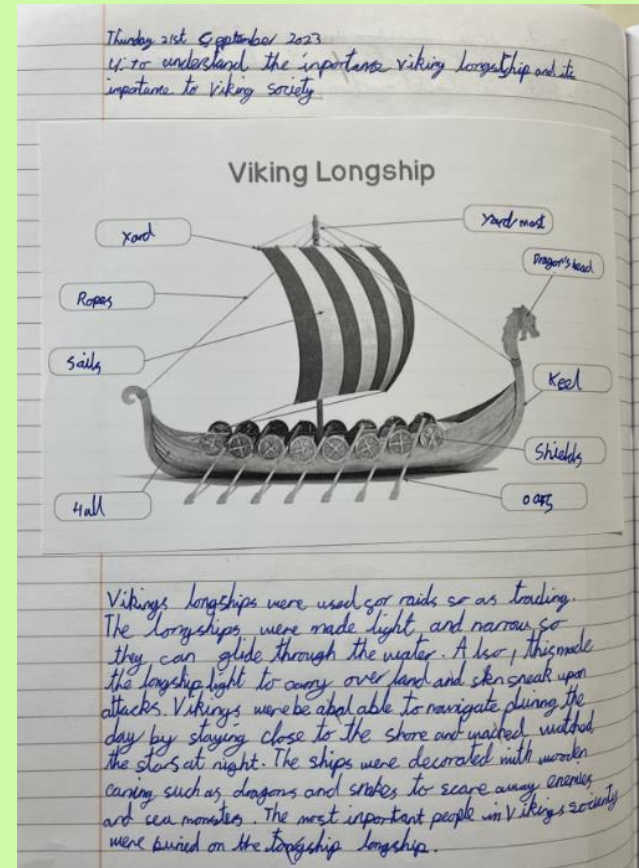 Thursday 21st September 2023
L.I: to understand the inportance viking longship and its
importance to Viking society
Viking Longship
Yard
Yard/mast
Dragon's head
Ropes
Sails
Keel
Shields
Hall
oars
Vikings longships were used for raids so as trading.
The longships were made light and narrow so
they can glide through the water. Also, this made
the longship light to carry over land and sneak upon
attacks. Vikings were able to navigate during the
day by staying close to the shore and watched
the stars at night. The ships were decorated with wooden
carving such as dragons and snakes to scare away enemies
and sea monsters. The most inportant people in Vikings society
were buried on the longship.